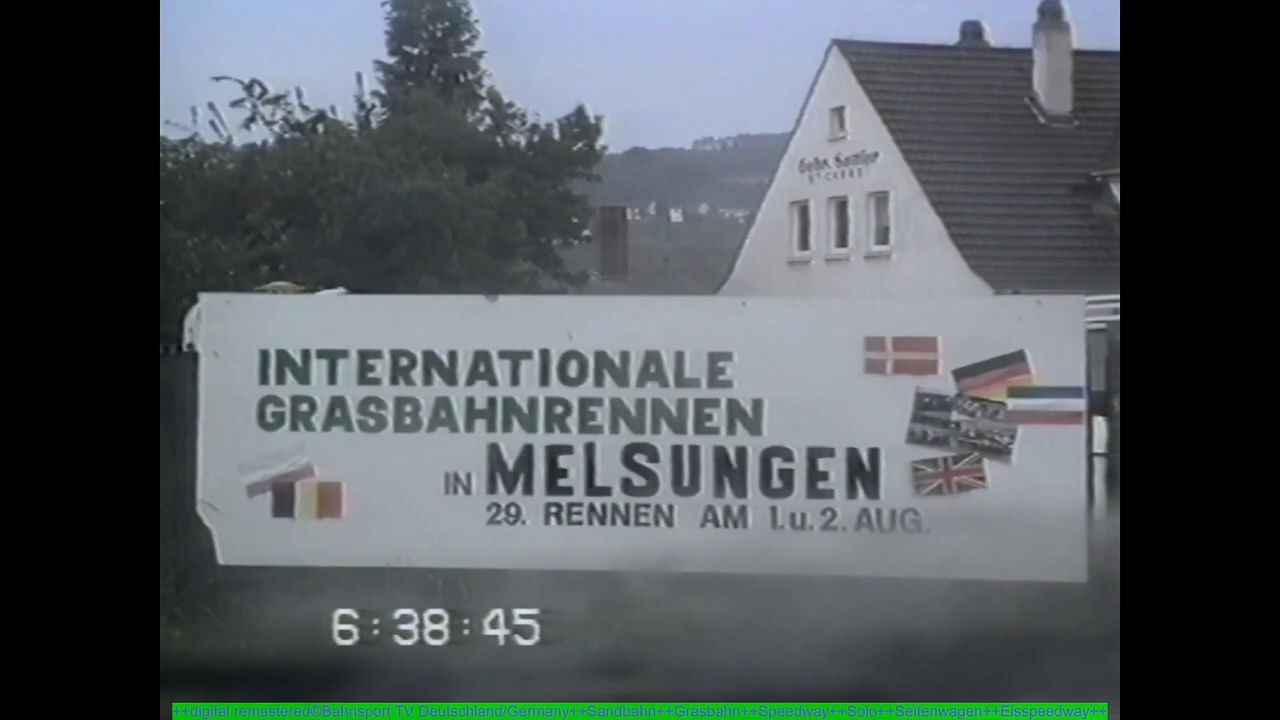 INTERNATIONALE
GRASBAHNRENNEN
IN MELSUNGEN
29. RENNEN AM 1.u.2. AUG.
6:38:45
++digital remastered©Bahnsport TV Deutschland/Germany++Sandbahn++Grasbahn++Speedway++Solo++Seitenwagen++Eisspeedway++